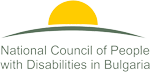 National Council of People
with Disabilities in Bulgaria